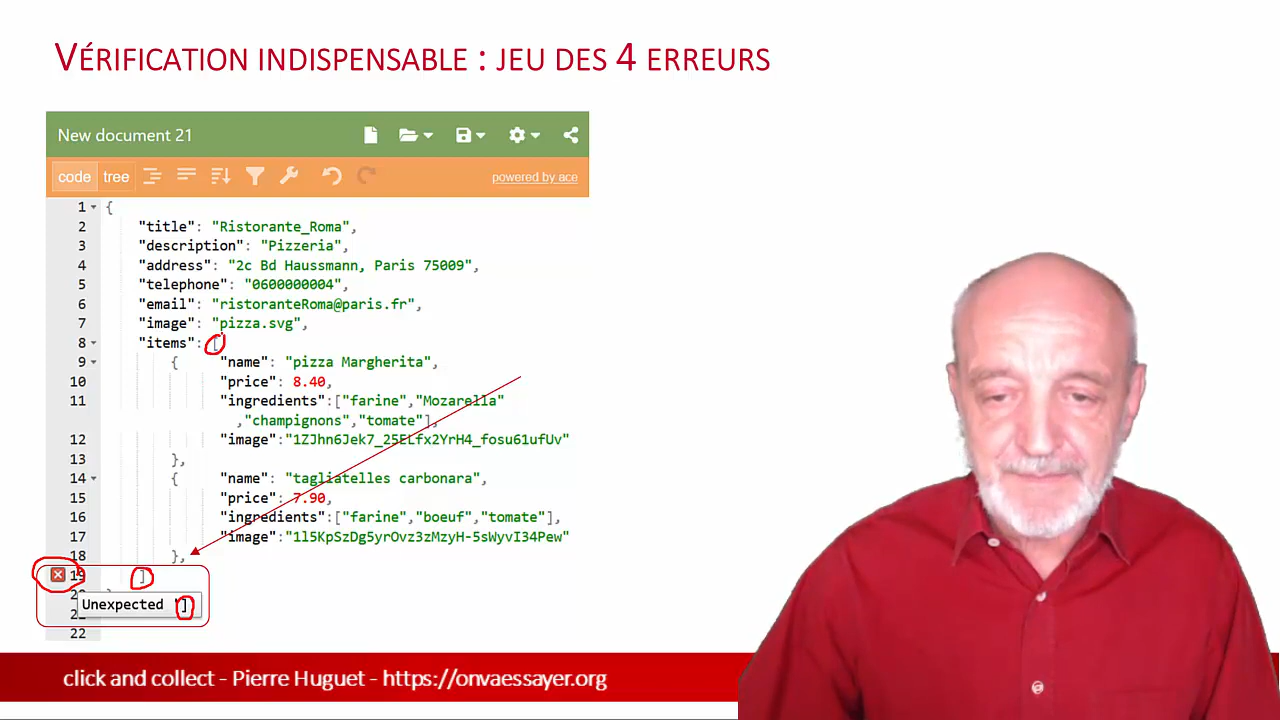 VÉRIFICATION INDISPENSABLE : JEU DES 4 ERREURS
New document 21
code tree powered by ace
1 {
2 "title": "Ristorante_Roma",
3 "description": "Pizzeria",
4 "address": "2c Bd Haussmann, Paris 75009",
5 "telephone": "0600000004",
6 "email": "ristoranteRoma@paris.fr",
7 "image": "pizza.svg",
8 "items": [
9 { "name": "pizza Margherita",
10 "price": 8.40,
11 "ingredients":["farine","Mozarella"
,"champignons","tomate"],
12 "image":"1ZJhn6Jek7_25ELfx2YrH4_fosu61ufUv"
13 },
14 { "name": "tagliatelles carbonara",
15 "price": 7.90,
16 "ingredients":["farine","boeuf","tomate"],
17 "image":"1l5KpSzDg5yrOvz3zMzyH-5sWyvI34Pew"
18 },
19 ]
Unexpected ']
22
click and collect - Pierre Huguet - https://onvaessayer.org